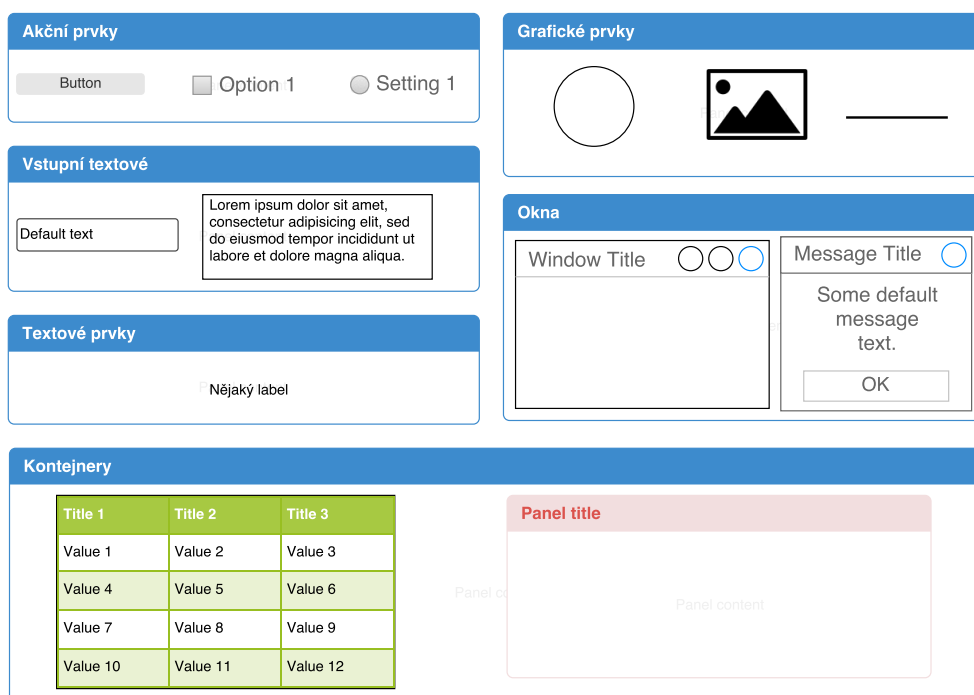 Akční prvky
Button
Option 1
Setting 1
Grafické prvky
Vstupní textové
Default text
Lorem ipsum dolor sit amet,
consectetur adipisicing elit, sed
do eiusmod tempor incididunt ut
labore et dolore magna aliqua.
Okna
Window Title
Message Title
Some default
message
text.
OK
Textové prvky
Nějaký label
Kontejnery
Title 1 Title 2 Title 3
Value 1 Value 2 Value 3
Value 4 Value 5 Value 6
Value 7 Value 8 Value 9
Value 10 Value 11 Value 12
Panel title
Panel content